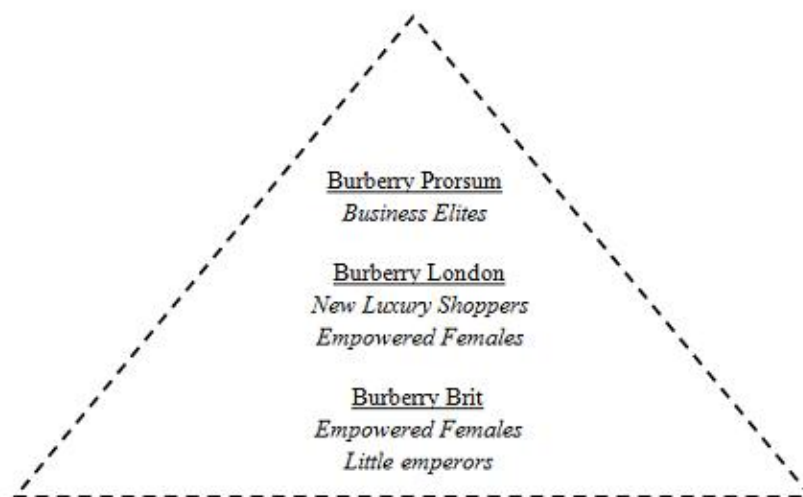 Burberry Prorsum
Business Elites
Burberry London
New Luxury Shoppers
Empowered Females
Burberry Brit
Empowered Females
Little emperors